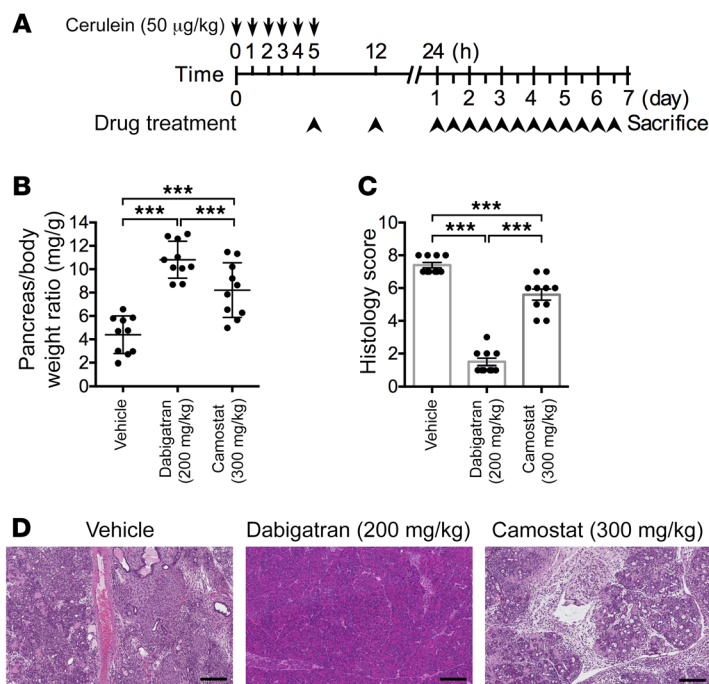 A
Cerulein (50 μg/kg)
0 1 2 3 4 5 12 24 (h)
Time
0 1 2 3 4 5 6 7 (day)
Drug treatment Sacrifice
B
***
*** ***
Pancreas/body
weight ratio (mg/g)
14
12
10
8
6
4
2
0
Vehicle
Dabigatran
(200 mg/kg)
Camostat
(300 mg/kg)
C
***
*** ***
Histology score
10
8
6
4
2
0
Vehicle
Dabigatran
(200 mg/kg)
Camostat
(300 mg/kg)
D
Vehicle Dabigatran (200 mg/kg) Camostat (300 mg/kg)